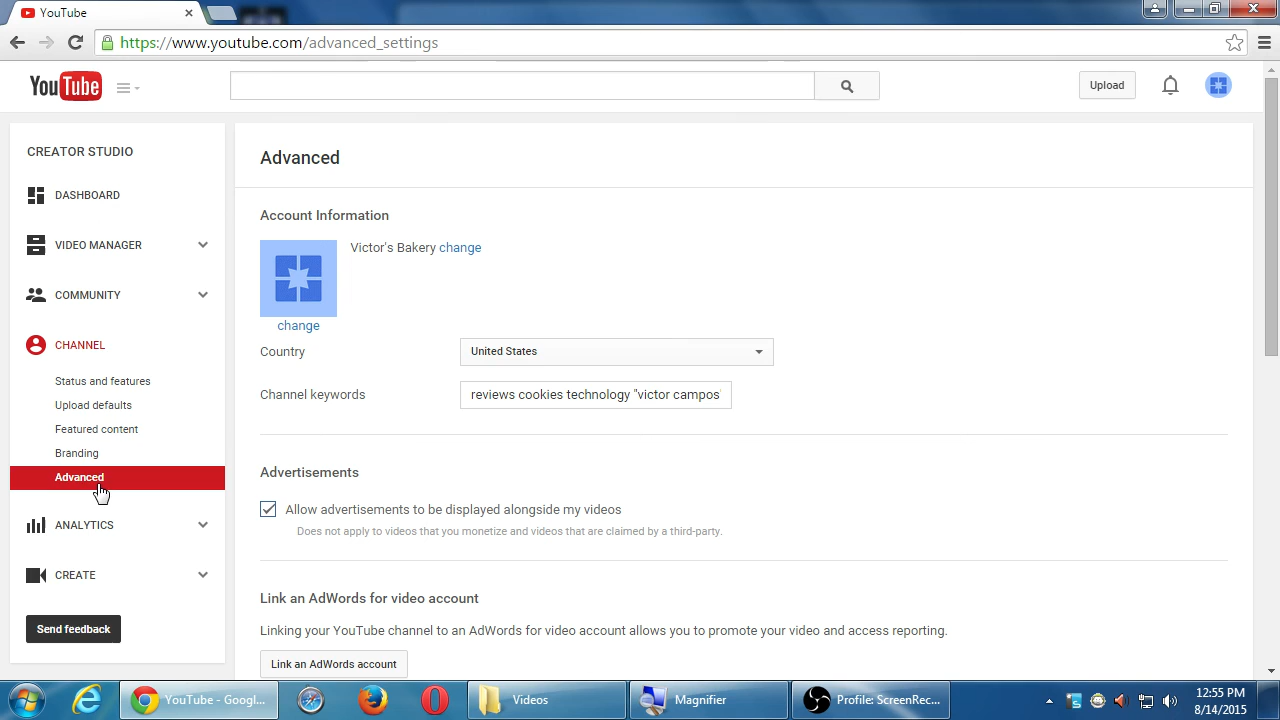 YouTube
https://www.youtube.com/advanced_settings
YouTube
Upload
CREATOR STUDIO
DASHBOARD
VIDEO MANAGER
COMMUNITY
CHANNEL
Status and features
Upload defaults
Featured content
Branding
Advanced
ANALYTICS
CREATE
Send feedback
Advanced
Account Information
Victor's Bakery change
change
Country
United States
Channel keywords
reviews cookies technology "victor campos"
Advertisements
Allow advertisements to be displayed alongside my videos
Does not apply to videos that you monetize and videos that are claimed by a third-party.
Link an AdWords for video account
Linking your YouTube channel to an AdWords for video account allows you to promote your video and access reporting.
Link an AdWords account
YouTube - Googl...
Videos
Magnifier
Profile: ScreenRec...
12:55 PM
8/14/2015